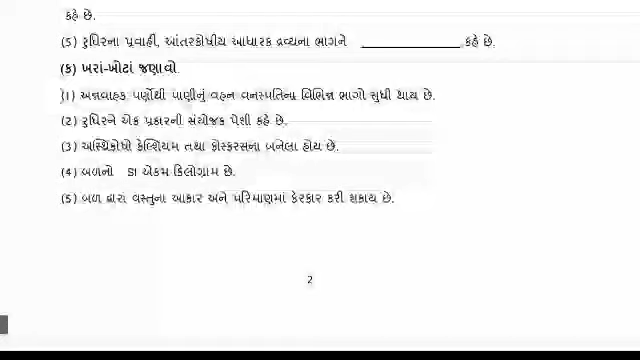 કહે છે.
(5) રુધિરના પ્રવાહી, આંતરકોષીય આધારક દ્રવ્યના ભાગને ____________ કહે છે.
(ક) ખરાં-ખોટાં જણાવો.
(1) અન્નવાહક પર્ણોથી પાણીનું વહન વનસ્પતિના વિભિન્ન ભાગો સુધી થાય છે.
(2) રુધિરને એક પ્રકારની સંયોજક પેશી કહે છે.
(3) અસ્થિકોષો કેલ્શિયમ તથા ફોસ્ફરસના બનેલા હોય છે.
(4) બળનો SI એકમ કિલોગ્રામ છે.
(5) બળ દ્વારા વસ્તુના આકાર અને પરિમાણમાં ફેરફાર કરી શકાય છે.
2